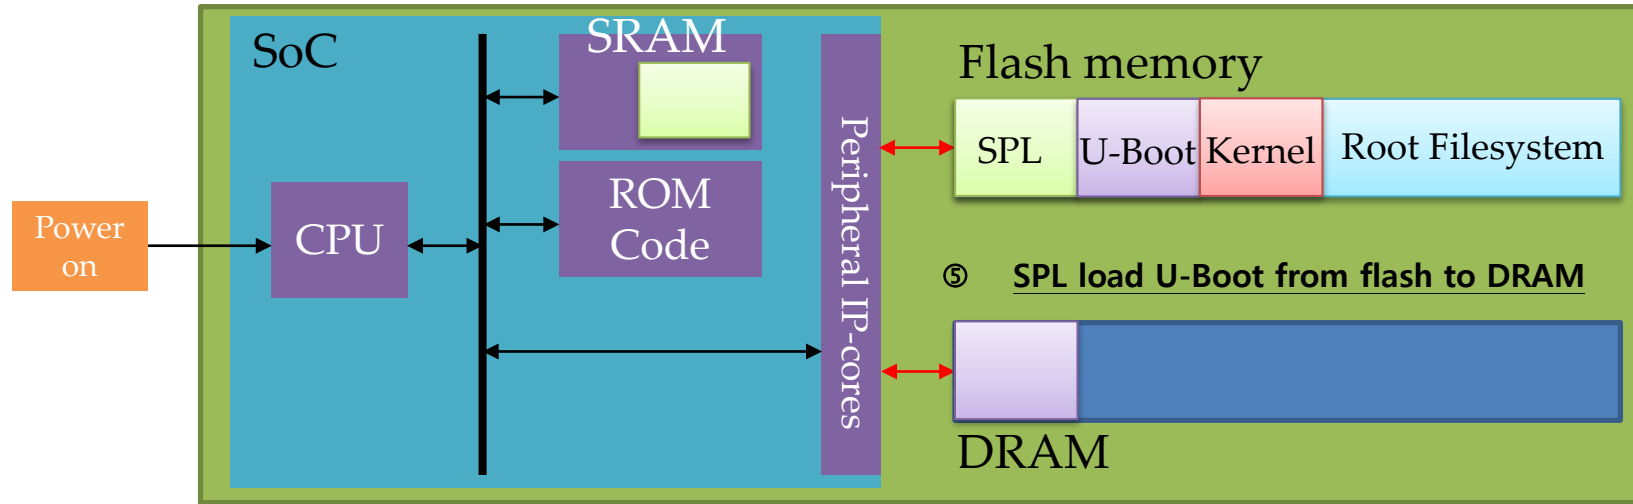 SoC
SRAM
Flash memory
SPL
U-Boot
Kernel
Root Filesystem
Peripheral IP-cores
ROM
Code
Power
on
CPU
⑤ SPL load U-Boot from flash to DRAM
DRAM